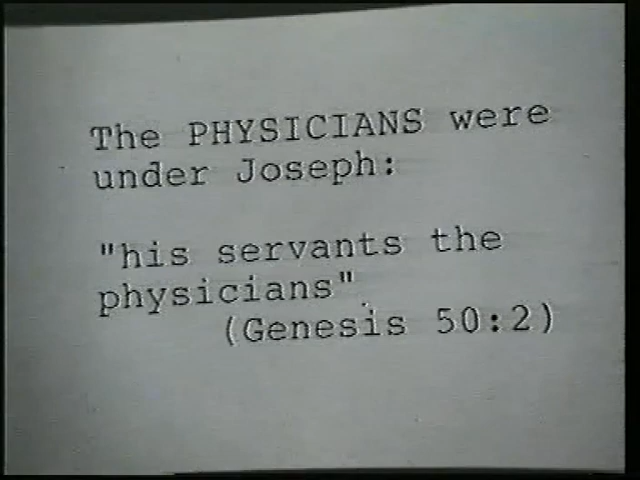 The PHYSICIANS were
under Joseph:
"his servants the
physicians".
(Genesis 50:2)